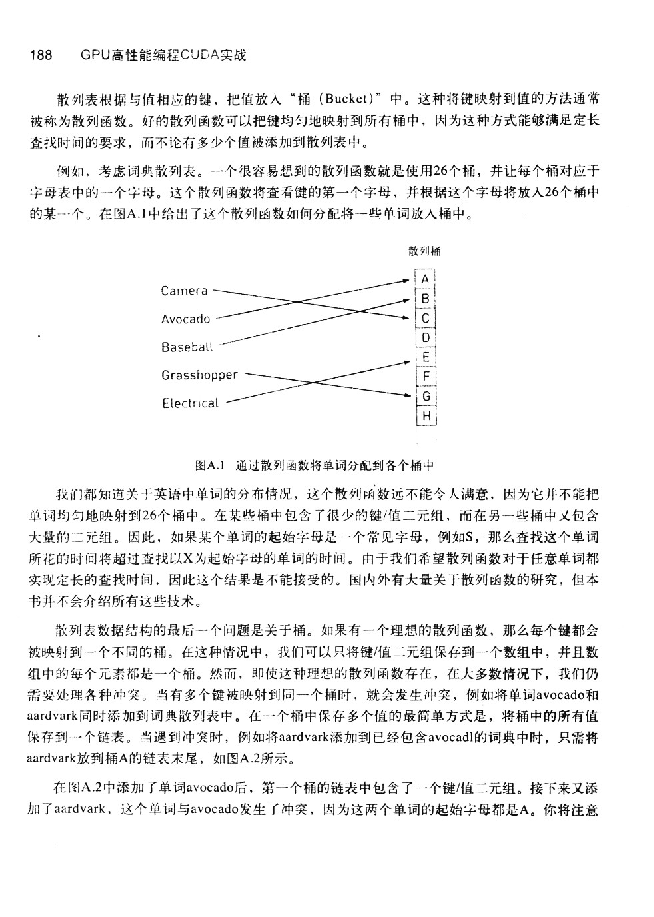 188 GPU高性能编程CUDA实战
散列表根据与值相应的键，把值放入“桶（Bucket）”中。这种将键映射到值的方法通常
被称为散列函数。好的散列函数可以把键均匀地映射到所有桶中，因为这种方式能够满足定长
查找时间的要求，而不论有多少个值被添加到散列表中。
例如，考虑词典散列表。一个很容易想到的散列函数就是使用26个桶，并让每个桶对应于
字母表中的一个字母。这个散列函数将查看键的第一个字母，并根据这个字母将放入26个桶中
的某一个。在图A.1中给出了这个散列函数如何分配将一些单词放入桶中。
散列桶
Camera
Avocado
Baseball
Grasshopper
Electrical
A
B
C
D
E
F
G
H
图A.1 通过散列函数将单词分配到各个桶中
我们都知道关于英语中单词的分布情况，这个散列函数远不能令人满意，因为它并不能把
单词均匀地映射到26个桶中。在某些桶中包含了很少的键/值二元组，而在另一些桶中又包含
大量的二元组。因此，如果某个单词的起始字母是一个常见字母，例如S，那么查找这个单词
所花的时间将超过查找以X为起始字母的单词的时间。由于我们希望散列函数对于任意单词都
实现定长的查找时间，因此这个结果是不能接受的。国内外有大量关于散列函数的研究，但本
书并不会介绍所有这些技术。
散列表数据结构的最后一个问题是关于桶。如果有一个理想的散列函数，那么每个键都会
被映射到一个不同的桶。在这种情况中，我们可以只将键/值二元组保存到一个数组中，并且数
组中的每个元素都是一个桶。然而，即使这种理想的散列函数存在，在大多数情况下，我们仍
需要处理各种冲突。当有多个键被映射到同一个桶时，就会发生冲突，例如将单词avocado和
aardvark同时添加到词典散列表中。在一个桶中保存多个值的最简单方式是，将桶中的所有值
保存到一个链表。当遇到冲突时，例如将aardvark添加到已经包含avocadl的词典中时，只需将
aardvark放到桶A的链表末尾，如图A.2所示。
在图A.2中添加了单词avocado后，第一个桶的链表中包含了一个键/值二元组。接下来又添
加了aardvark，这个单词与avocado发生了冲突，因为这两个单词的起始字母都是A。你将注意